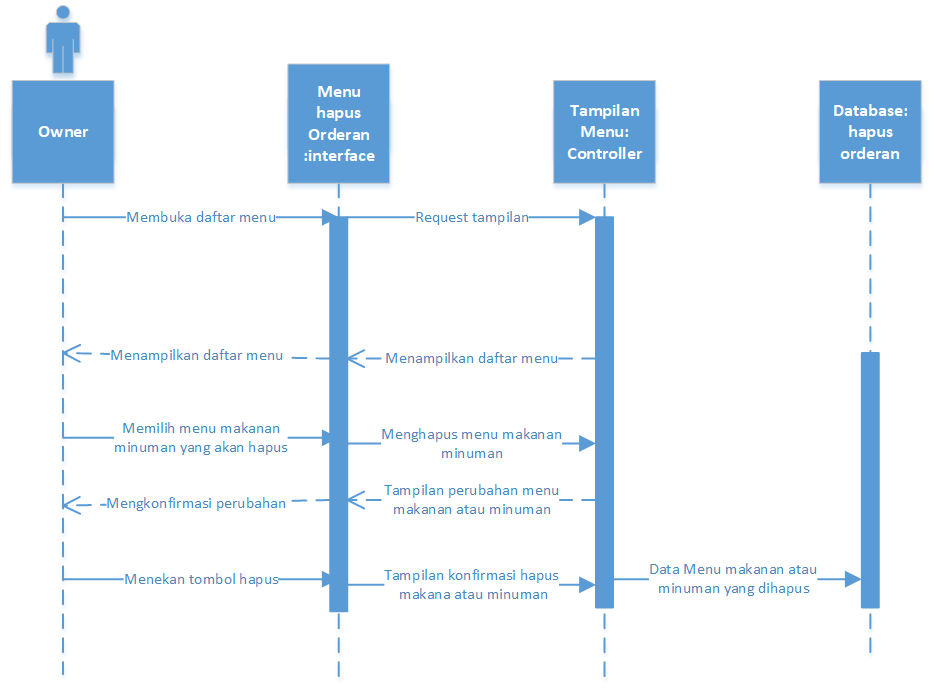 Owner
Menu
hapus
Orderan
:interface
Tampilan
Menu:
Controller
Database:
hapus
orderan
Membuka daftar menu
Request tampilan
Menampilkan daftar menu
Menampilkan daftar menu
Memilih menu makanan
minuman yang akan hapus
Menghapus menu makanan
minuman
Mengkonfirmasi perubahan
Tampilan perubahan menu
makanan atau minuman
Menekan tombol hapus
Tampilan konfirmasi hapus
makana atau minuman
Data Menu makanan atau
minuman yang dihapus